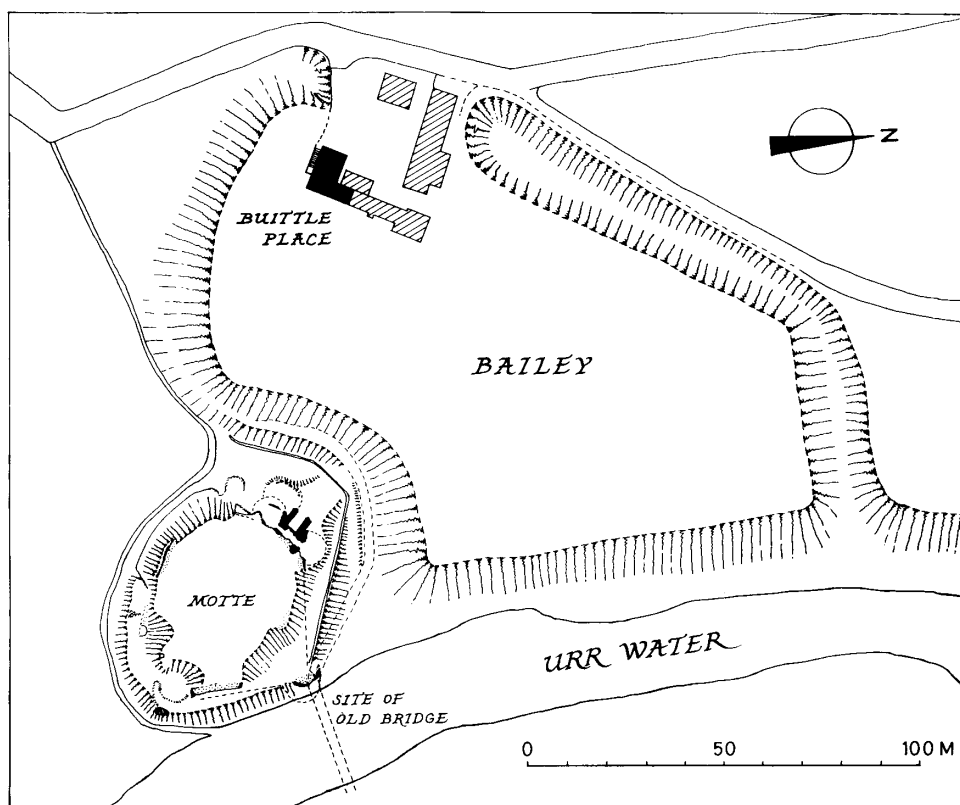 N
BUITTLE
PLACE
BAILEY
MOTTE
URR WATER
SITE OF
OLD BRIDGE
0 50 100 M